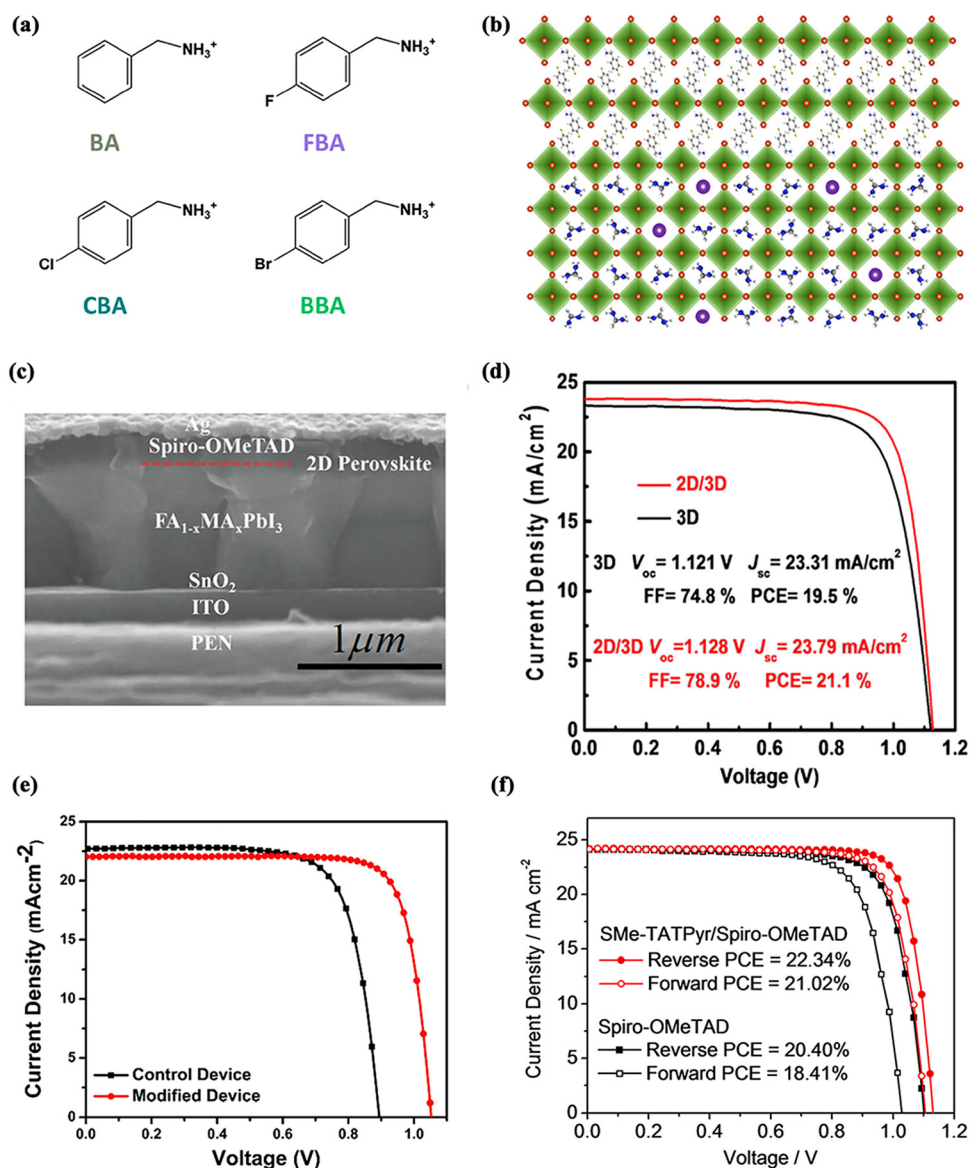 (a)
NH₃⁺
BA
NH₃⁺
F
FBA
NH₃⁺
Cl
CBA
NH₃⁺
Br
BBA
(b)
(c)
Ag
Spiro-OMeTAD
2D Perovskite
FA₁₋ₓMAₓPbI₃
SnO₂
ITO
PEN
1μm
(d)
Current Density (mA/cm²)
25
20
15
10
5
0
2D/3D
3D
3D Voc=1.121 V Jsc= 23.31 mA/cm²
FF= 74.8 % PCE= 19.5 %
2D/3D Voc=1.128 V Jsc= 23.79 mA/cm²
FF= 78.9 % PCE= 21.1 %
0.0 0.2 0.4 0.6 0.8 1.0 1.2
Voltage (V)
(e)
Current Density (mAcm⁻²)
25
22
15
10
5
0
Control Device
Modified Device
0.0 0.2 0.4 0.6 0.8 1.0
Voltage (V)
(f)
Current Density / mA cm⁻²
25
20
15
10
5
0
SMe-TATPyr/Spiro-OMeTAD
Reverse PCE = 22.34%
Forward PCE = 21.02%
Spiro-OMeTAD
Reverse PCE = 20.40%
Forward PCE = 18.41%
0.0 0.2 0.4 0.6 0.8 1.0 1.2
Voltage / V